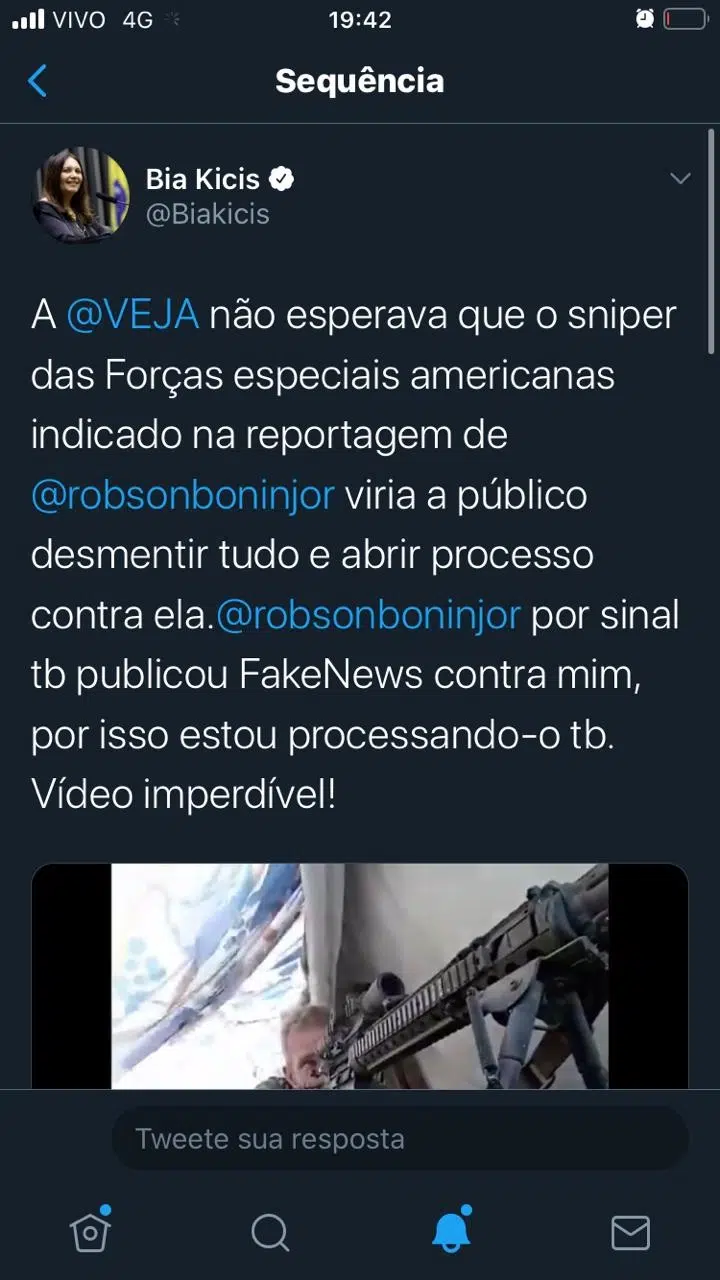 VIVO 4G 19:42
Sequência
Bia Kicis
@Biakicis
A @VEJA não esperava que o sniper
das Forças especiais americanas
indicado na reportagem de
@robsonboninjor viria a público
desmentir tudo e abrir processo
contra ela.@robsonboninjor por sinal
tb publicou FakeNews contra mim,
por isso estou processando-o tb.
Vídeo imperdível!
Tweete sua resposta